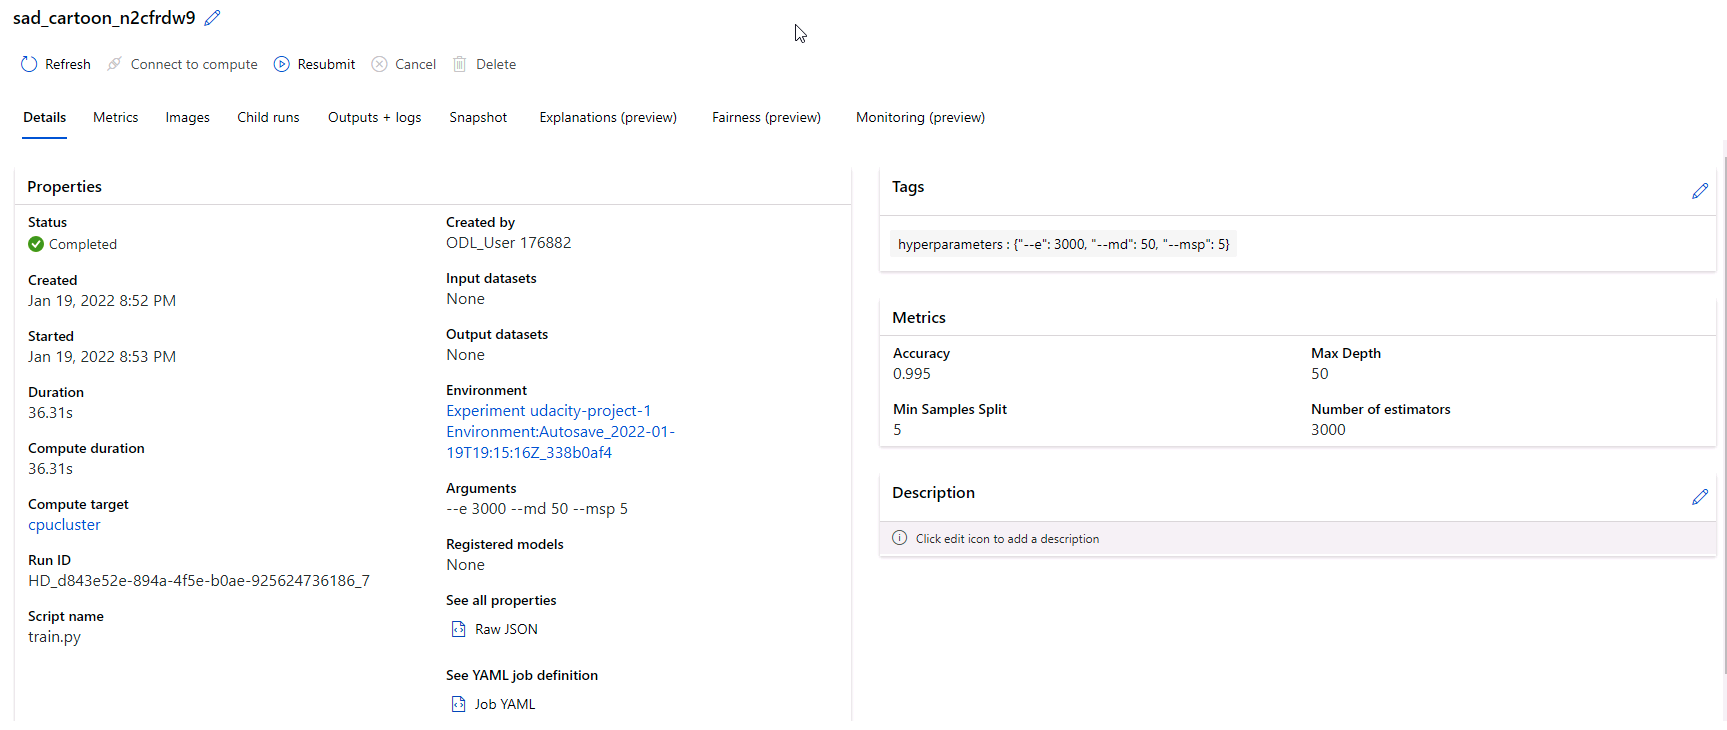 sad_cartoon_n2cfrdw9
Refresh Connect to compute Resubmit Cancel Delete
Details Metrics Images Child runs Outputs + logs Snapshot Explanations (preview) Fairness (preview) Monitoring (preview)
Properties
Status
Completed
Created
Jan 19, 2022 8:52 PM
Started
Jan 19, 2022 8:53 PM
Duration
36.31s
Compute duration
36.31s
Compute target
cpucluster
Run ID
HD_d843e52e-894a-4f5e-b0ae-925624736186_7
Script name
train.py
Created by
ODL_User 176882
Input datasets
None
Output datasets
None
Environment
Experiment udacity-project-1
Environment:Autosave_2022-01-
19T19:15:16Z_338b0af4
Arguments
--e 3000 --md 50 --msp 5
Registered models
None
See all properties
Raw JSON
See YAML job definition
Job YAML
Tags
hyperparameters : {"--e": 3000, "--md": 50, "--msp": 5}
Metrics
Accuracy
0.995
Max Depth
50
Min Samples Split
5
Number of estimators
3000
Description
Click edit icon to add a description